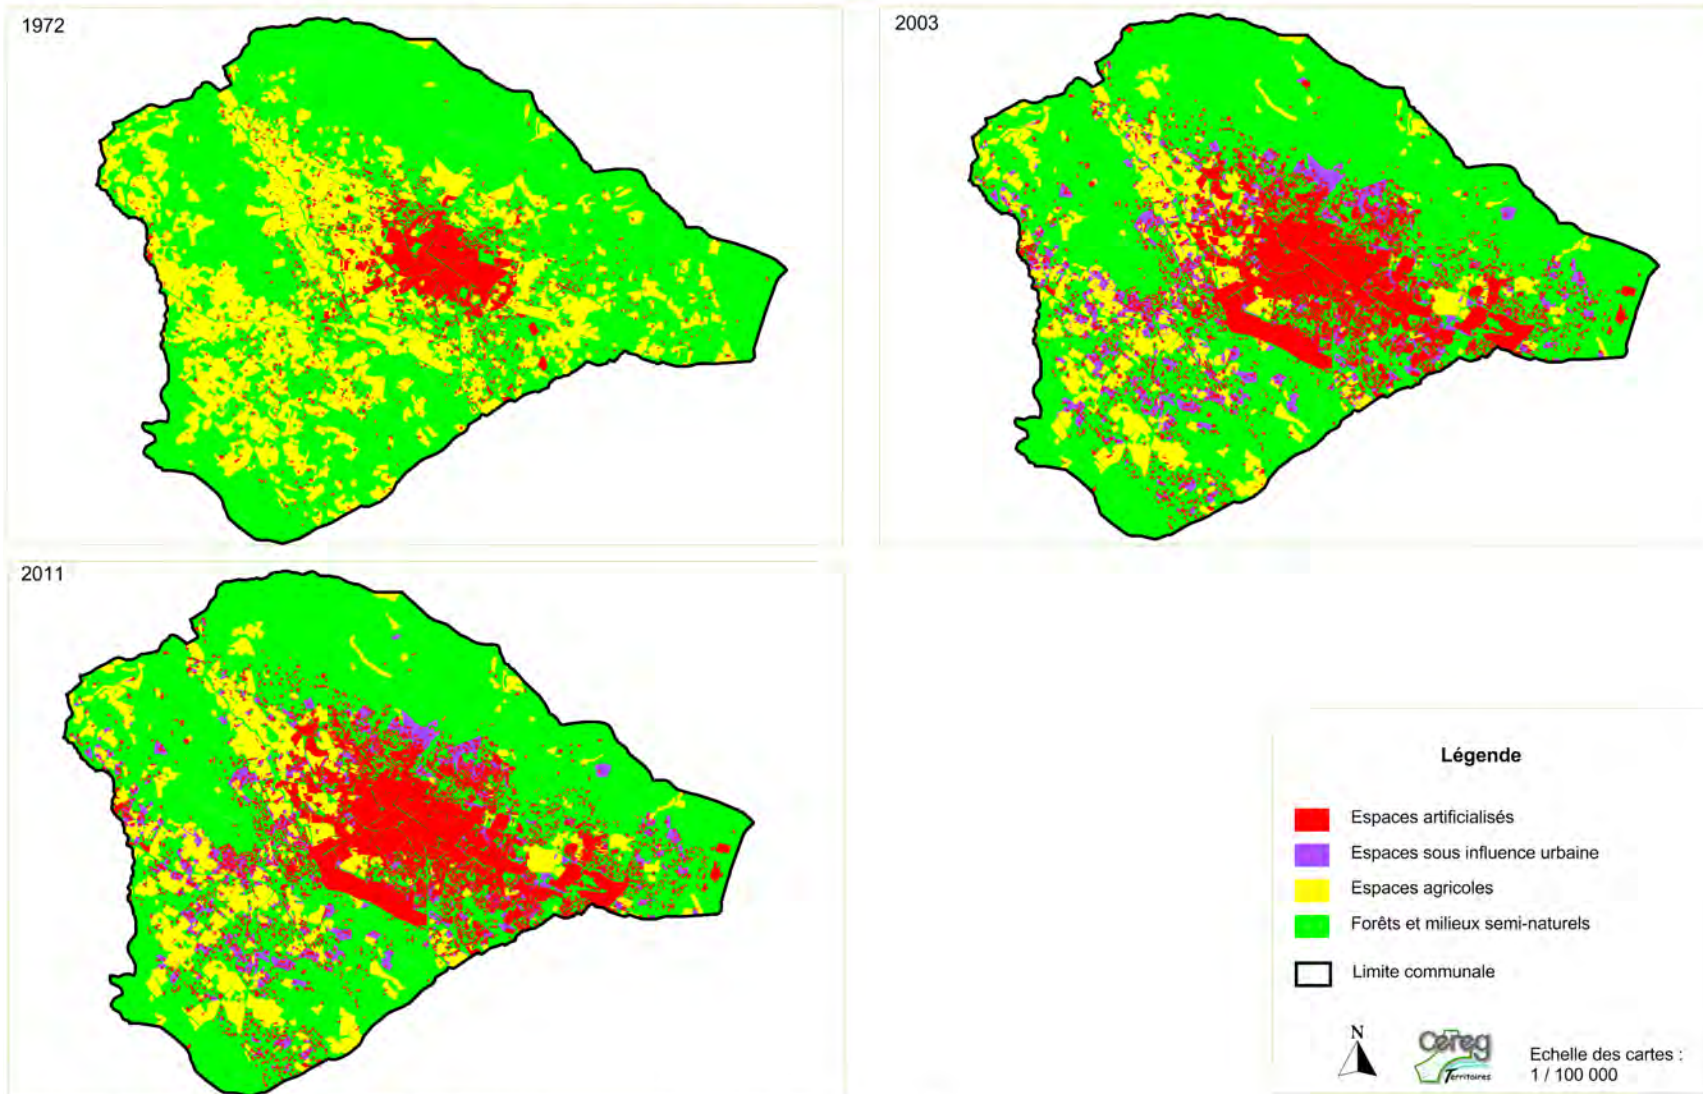 1972
2003
2011
Légende
Espaces artificialisés
Espaces sous influence urbaine
Espaces agricoles
Forêts et milieux semi-naturels
Limite communale
N
Cereg
Territoires
Echelle des cartes :
1 / 100 000